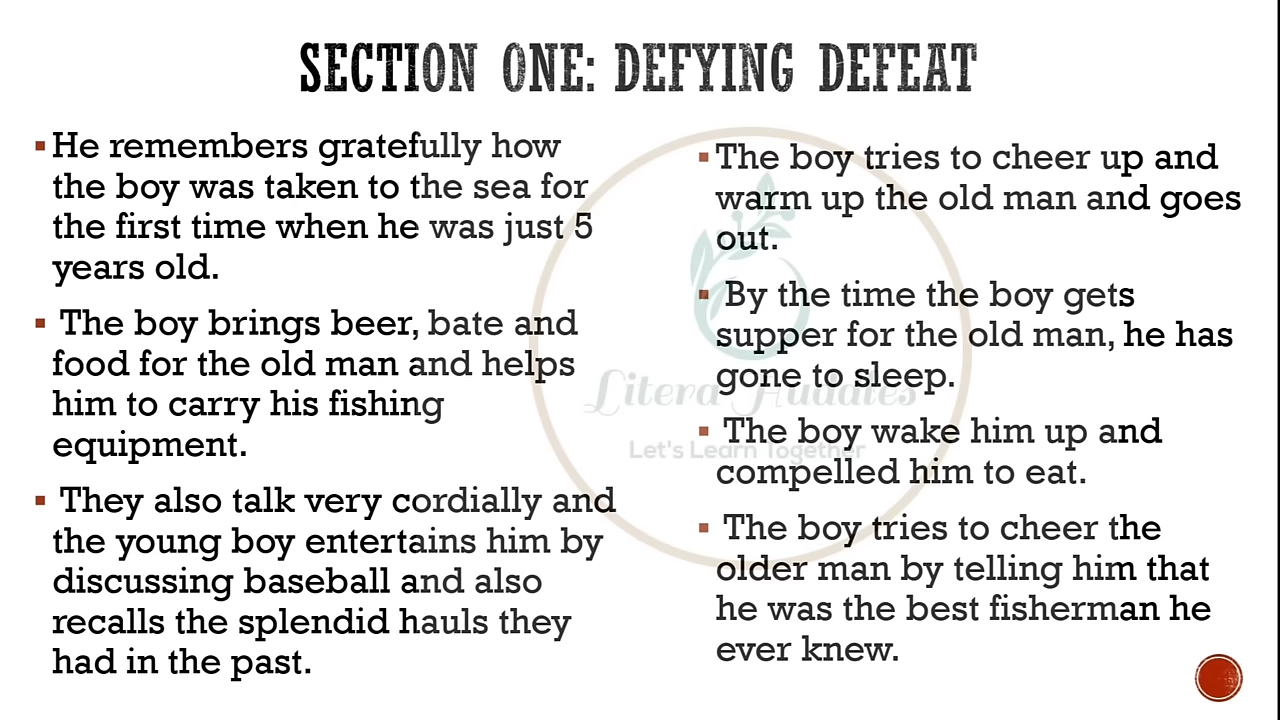 SECTION ONE: DEFYING DEFEAT
He remembers gratefully how
the boy was taken to the sea for
the first time when he was just 5
years old.
The boy brings beer, bate and
food for the old man and helps
him to carry his fishing
equipment.
They also talk very cordially and
the young boy entertains him by
discussing baseball and also
recalls the splendid hauls they
had in the past.
The boy tries to cheer up and
warm up the old man and goes
out.
By the time the boy gets
supper for the old man, he has
gone to sleep.
The boy wake him up and
compelled him to eat.
The boy tries to cheer the
older man by telling him that
he was the best fisherman he
ever knew.
Litera Huddles
Let's Learn Together